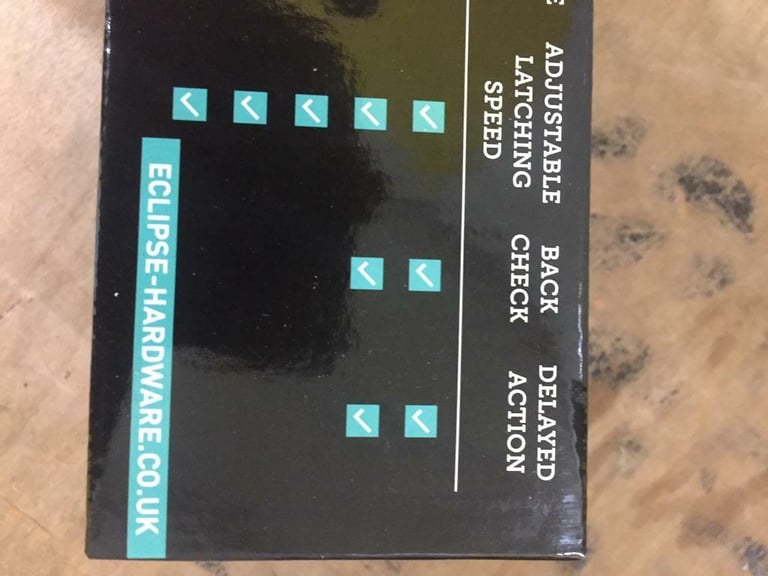 ADJUSTABLE
LATCHING
SPEED
BACK
CHECK
DELAYED
ACTION
ECLIPSE-HARDWARE.CO.UK